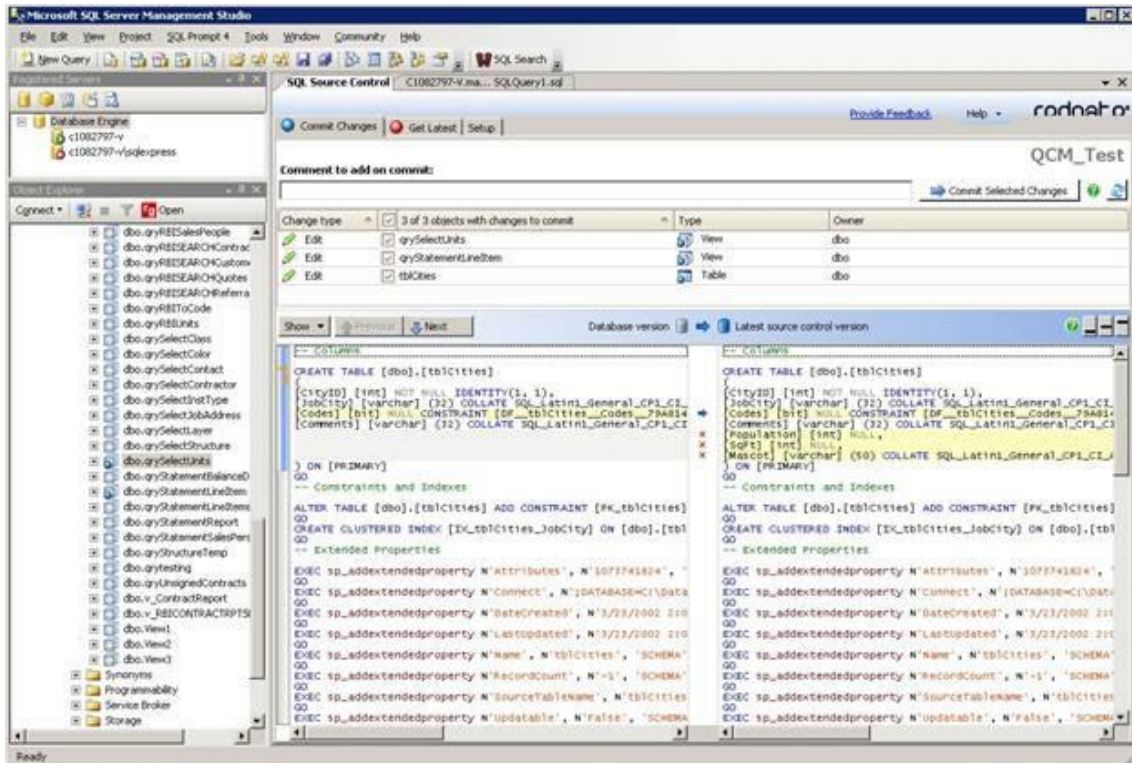 Microsoft SQL Server Management Studio
File Edit View Project SQL Prompt 4 Tools Window Community Help
New Query SQL Search
Registered Servers
Database Engine
c1082797-v
c1082797-v\sqlexpress
Object Explorer
Connect Open
dbo.qryREISalesPeople
dbo.qryREISEARCHContrac
dbo.qryREISEARCHCustom
dbo.qryREISEARCHQuotes
dbo.qryREISEARCHReferra
dbo.qryREIToCode
dbo.qryREIUnits
dbo.qrySelectClass
dbo.qrySelectColor
dbo.qrySelectContact
dbo.qrySelectContractor
dbo.qrySelectInstType
dbo.qrySelectJobAddress
dbo.qrySelectLayer
dbo.qrySelectStructure
dbo.qrySelectUnits
dbo.qryStatementBalanceD
dbo.qryStatementLineItem
dbo.qryStatementLineItems
dbo.qryStatementReport
dbo.qryStatementSalesPers
dbo.qryStructureTemp
dbo.qrytesting
dbo.qryUnsignedContracts
dbo.v_ContractReport
dbo.v_REICONTRACTRPTS
dbo.View1
dbo.View2
dbo.View3
Synonyms
Programmability
Service Broker
Storage
SQL Source Control C1082797-V.ma... SQLQuery1.sql
Provide Feedback Help
Commit Changes Get Latest Setup
QCM_Test
Comment to add on commit:
Commit Selected Changes
Change type 3 of 3 objects with changes to commit Type Owner
Edit qrySelectUnits View dbo
Edit qryStatementLineItem View dbo
Edit tblCities Table dbo
Show Previous Next Database version Latest source control version
-- Columns
CREATE TABLE [dbo].[tblCities]
(
[CityID] [int] NOT NULL IDENTITY(1, 1),
[JobCity] [varchar] (32) COLLATE SQL_Latin1_General_CP1_CI_
[Codes] [bit] NULL CONSTRAINT [DF__tblCities__Codes__79A814
[Comments] [varchar] (32) COLLATE SQL_Latin1_General_CP1_CI
) ON [PRIMARY]
GO
-- Constraints and Indexes
ALTER TABLE [dbo].[tblCities] ADD CONSTRAINT [PK_tblCities]
GO
CREATE CLUSTERED INDEX [IX_tblCities_JobCity] ON [dbo].[tbl
GO
-- Extended Properties
EXEC sp_addextendedproperty N'Attributes', N'1073741824', '
GO
EXEC sp_addextendedproperty N'Connect', N';DATABASE=C:\Data
GO
EXEC sp_addextendedproperty N'DateCreated', N'3/23/2002 2:0
GO
EXEC sp_addextendedproperty N'LastUpdated', N'3/23/2002 2:0
GO
EXEC sp_addextendedproperty N'Name', N'tblCities', 'SCHEMA'
GO
EXEC sp_addextendedproperty N'RecordCount', N'-1', 'SCHEMA'
GO
EXEC sp_addextendedproperty N'SourceTableName', N'tblCities
GO
EXEC sp_addextendedproperty N'Updatable', N'False', 'SCHEMA
-- Columns
CREATE TABLE [dbo].[tblCities]
(
[CityID] [int] NOT NULL IDENTITY(1, 1),
[JobCity] [varchar] (32) COLLATE SQL_Latin1_General_CP1_CI_
[Codes] [bit] NULL CONSTRAINT [DF__tblCities__Codes__79A814
[Comments] [varchar] (32) COLLATE SQL_Latin1_General_CP1_CI
[Population] [int] NULL,
[SqFt] [int] NULL,
[Mascot] [varchar] (50) COLLATE SQL_Latin1_General_CP1_CI_A
) ON [PRIMARY]
GO
-- Constraints and Indexes
ALTER TABLE [dbo].[tblCities] ADD CONSTRAINT [PK_tblCities]
GO
CREATE CLUSTERED INDEX [IX_tblCities_JobCity] ON [dbo].[tbl
GO
-- Extended Properties
EXEC sp_addextendedproperty N'Attributes', N'1073741824', '
GO
EXEC sp_addextendedproperty N'Connect', N';DATABASE=C:\Data
GO
EXEC sp_addextendedproperty N'DateCreated', N'3/23/2002 2:0
GO
EXEC sp_addextendedproperty N'LastUpdated', N'3/23/2002 2:0
GO
EXEC sp_addextendedproperty N'Name', N'tblCities', 'SCHEMA'
GO
EXEC sp_addextendedproperty N'RecordCount', N'-1', 'SCHEMA'
GO
EXEC sp_addextendedproperty N'SourceTableName', N'tblCities
GO
EXEC sp_addextendedproperty N'Updatable', N'False', 'SCHEMA
Ready